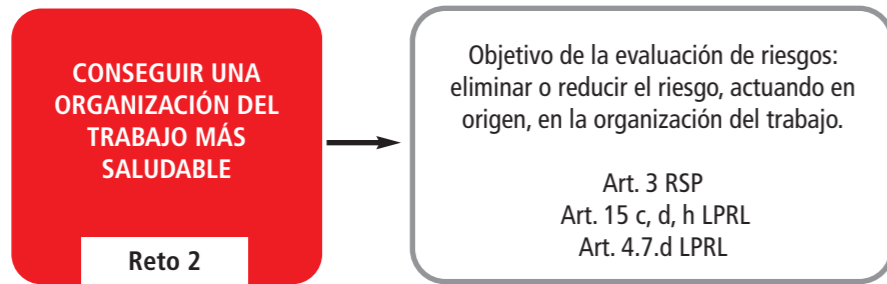 CONSEGUIR UNA
ORGANIZACIÓN DEL
TRABAJO MÁS
SALUDABLE
Reto 2
Objetivo de la evaluación de riesgos:
eliminar o reducir el riesgo, actuando en
origen, en la organización del trabajo.
Art. 3 RSP
Art. 15 c, d, h LPRL
Art. 4.7.d LPRL